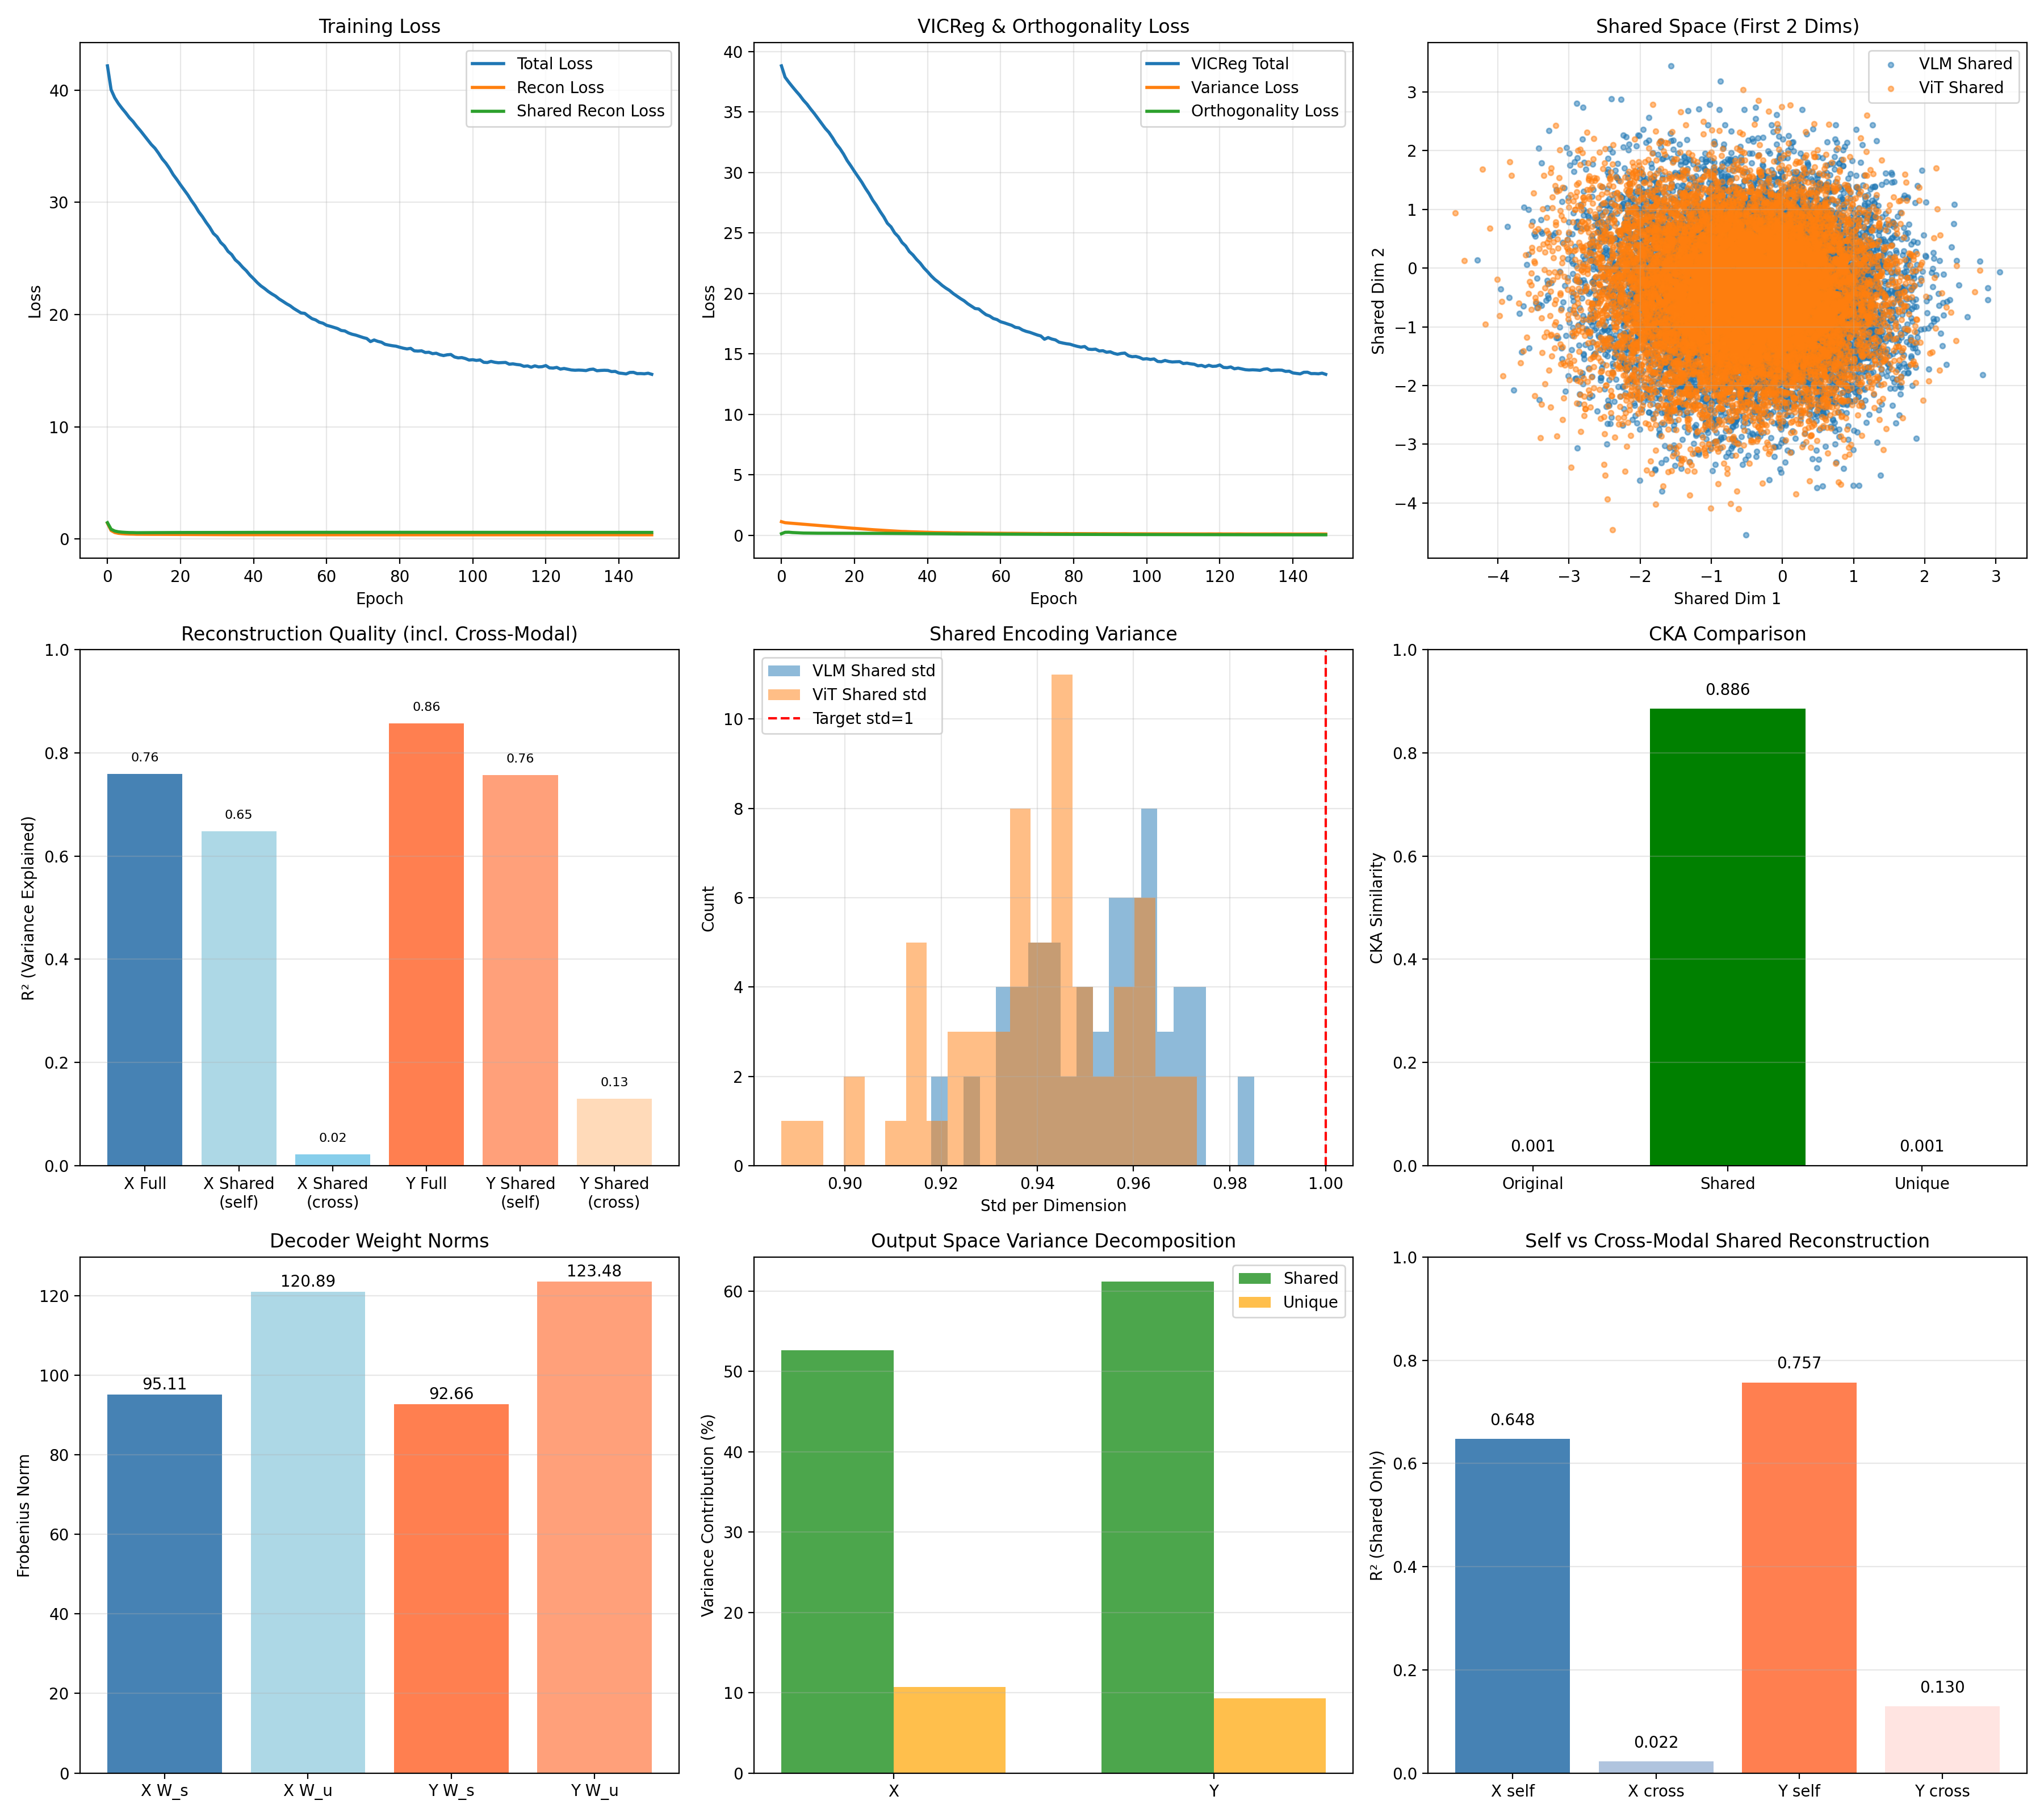 Training Loss
Total Loss
Recon Loss
Shared Recon Loss
Loss
40
30
20
10
0
0 20 40 60 80 100 120 140
Epoch
VICReg & Orthogonality Loss
VICReg Total
Variance Loss
Orthogonality Loss
Loss
40
35
30
25
20
15
10
5
0
0 20 40 60 80 100 120 140
Epoch
Shared Space (First 2 Dims)
VLM Shared
ViT Shared
Shared Dim 2
3
2
1
0
−1
−2
−3
−4
−4 −3 −2 −1 0 1 2 3
Shared Dim 1
Reconstruction Quality (incl. Cross-Modal)
R² (Variance Explained)
1.0
0.8
0.6
0.4
0.2
0.0
0.76
0.65
0.02
0.86
0.76
0.13
X Full
X Shared
(self)
X Shared
(cross)
Y Full
Y Shared
(self)
Y Shared
(cross)
Shared Encoding Variance
VLM Shared std
ViT Shared std
Target std=1
Count
10
8
6
4
2
0
0.90 0.92 0.94 0.96 0.98 1.00
Std per Dimension
CKA Comparison
CKA Similarity
1.0
0.8
0.6
0.4
0.2
0.0
0.001
0.886
0.001
Original Shared Unique
Decoder Weight Norms
Frobenius Norm
120
100
80
60
40
20
0
95.11
120.89
92.66
123.48
X W_s X W_u Y W_s Y W_u
Output Space Variance Decomposition
Shared
Unique
Variance Contribution (%)
60
50
40
30
20
10
0
X Y
Self vs Cross-Modal Shared Reconstruction
R² (Shared Only)
1.0
0.8
0.6
0.4
0.2
0.0
0.648
0.022
0.757
0.130
X self X cross Y self Y cross